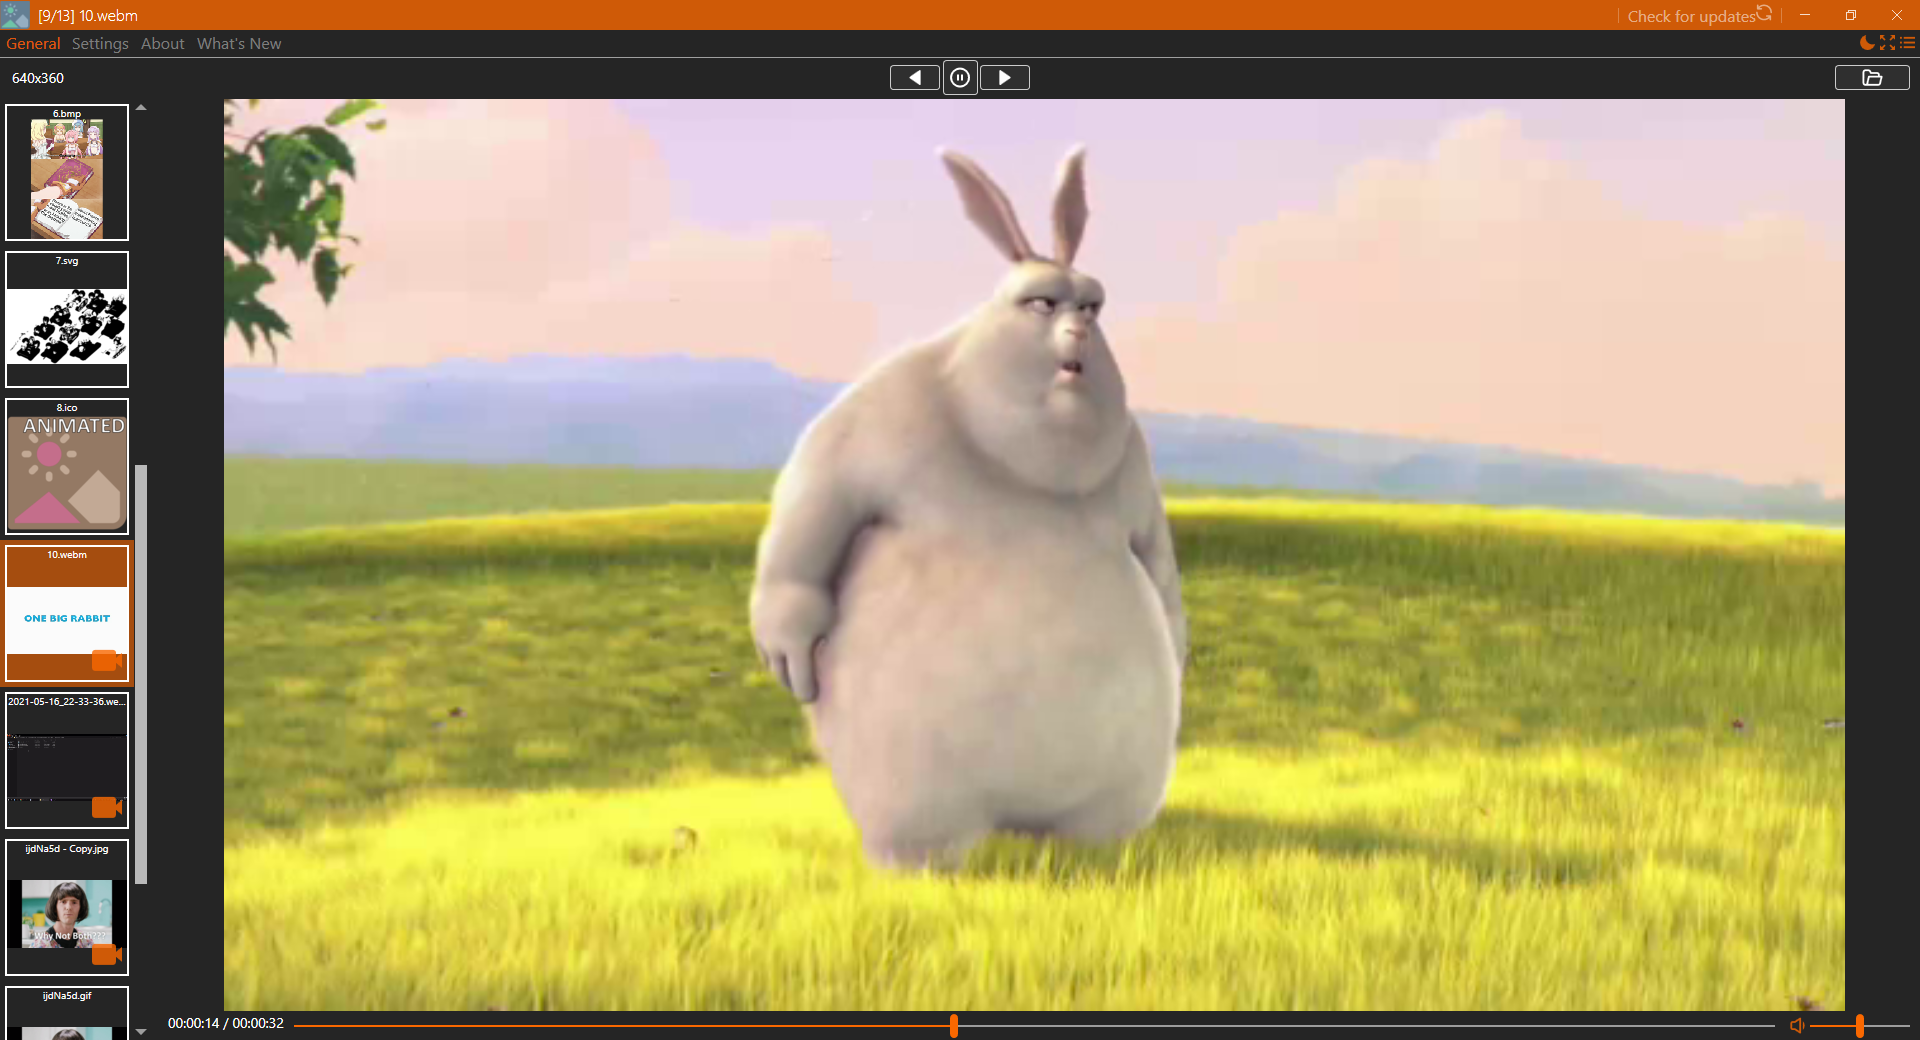 [9/13] 10.webm
Check for updates
General Settings About What's New
640x360
6.bmp
7.svg
8.ico
ANIMATED
10.webm
ONE BIG RABBIT
2021-05-16_22-33-36.we...
ijdNa5d - Copy.jpg
Why Not Both???
ijdNa5d.gif
00:00:14 / 00:00:32